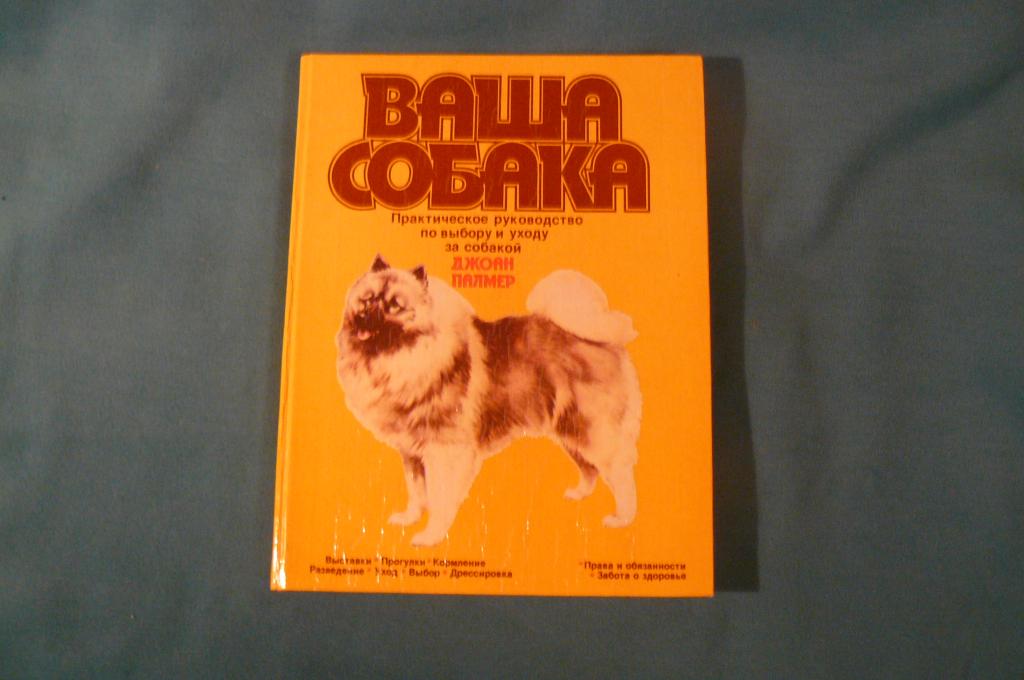 ВАША
СОБАКА
Практическое руководство
по выбору и уходу
за собакой
ДЖОАН
ПАЛМЕР
Выставки • Прогулки • Кормление
Разведение • Уход • Выбор • Дрессировка
• Права и обязанности
• Забота о здоровье